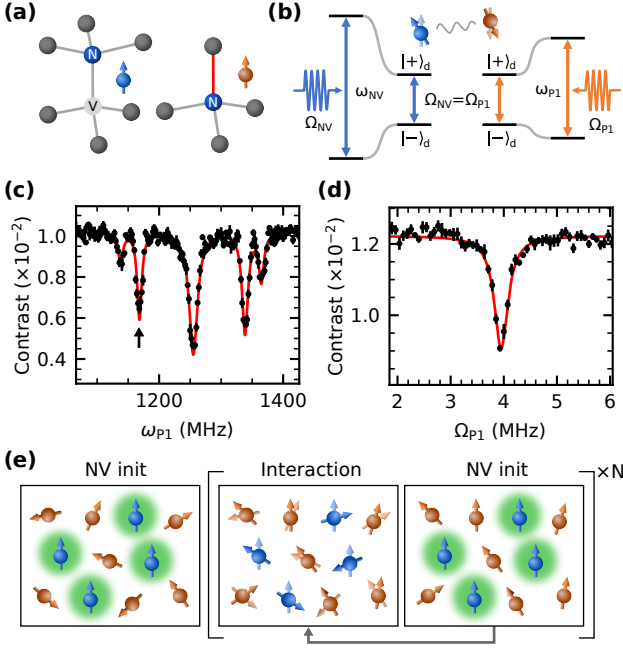 (a)
N
V
N
(b)
ω_NV
Ω_NV
|+⟩_d
|−⟩_d
Ω_NV=Ω_P1
|+⟩_d
|−⟩_d
ω_P1
Ω_P1
(c)
Contrast (×10⁻²)
1.0
0.8
0.6
0.4
1200
1400
ω_P1 (MHz)
(d)
Contrast (×10⁻²)
1.2
1.0
2
3
4
5
6
Ω_P1 (MHz)
(e)
NV init
Interaction
NV init
×N